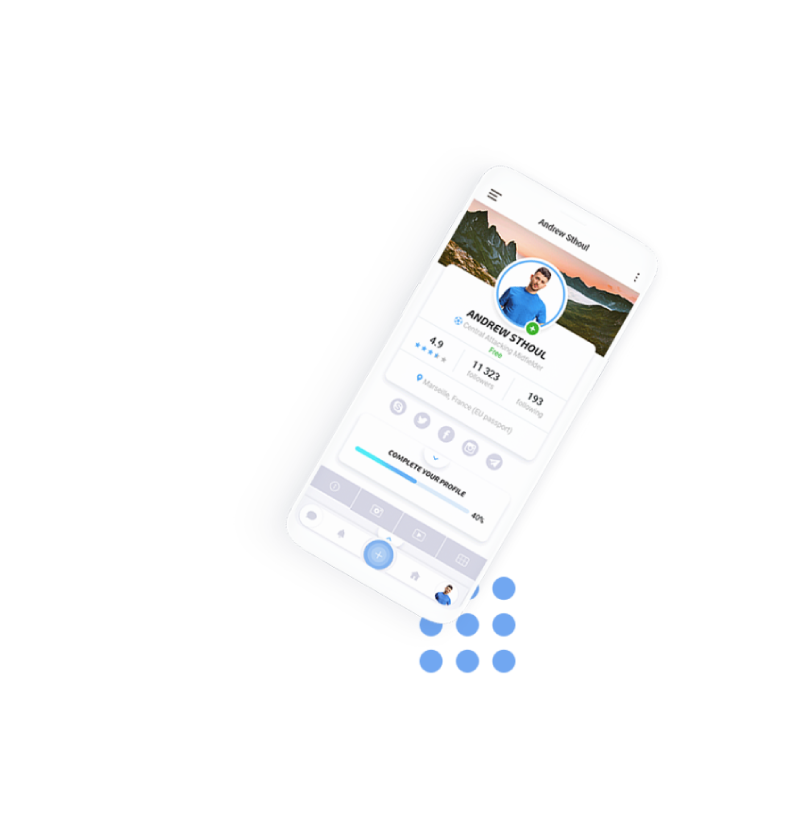 Andrew Sthoul
ANDREW STHOUL
Central Attacking Midfielder
Free
4.9
11 323
followers
193
following
Marseille, France (EU passport)
COMPLETE YOUR PROFILE
40%